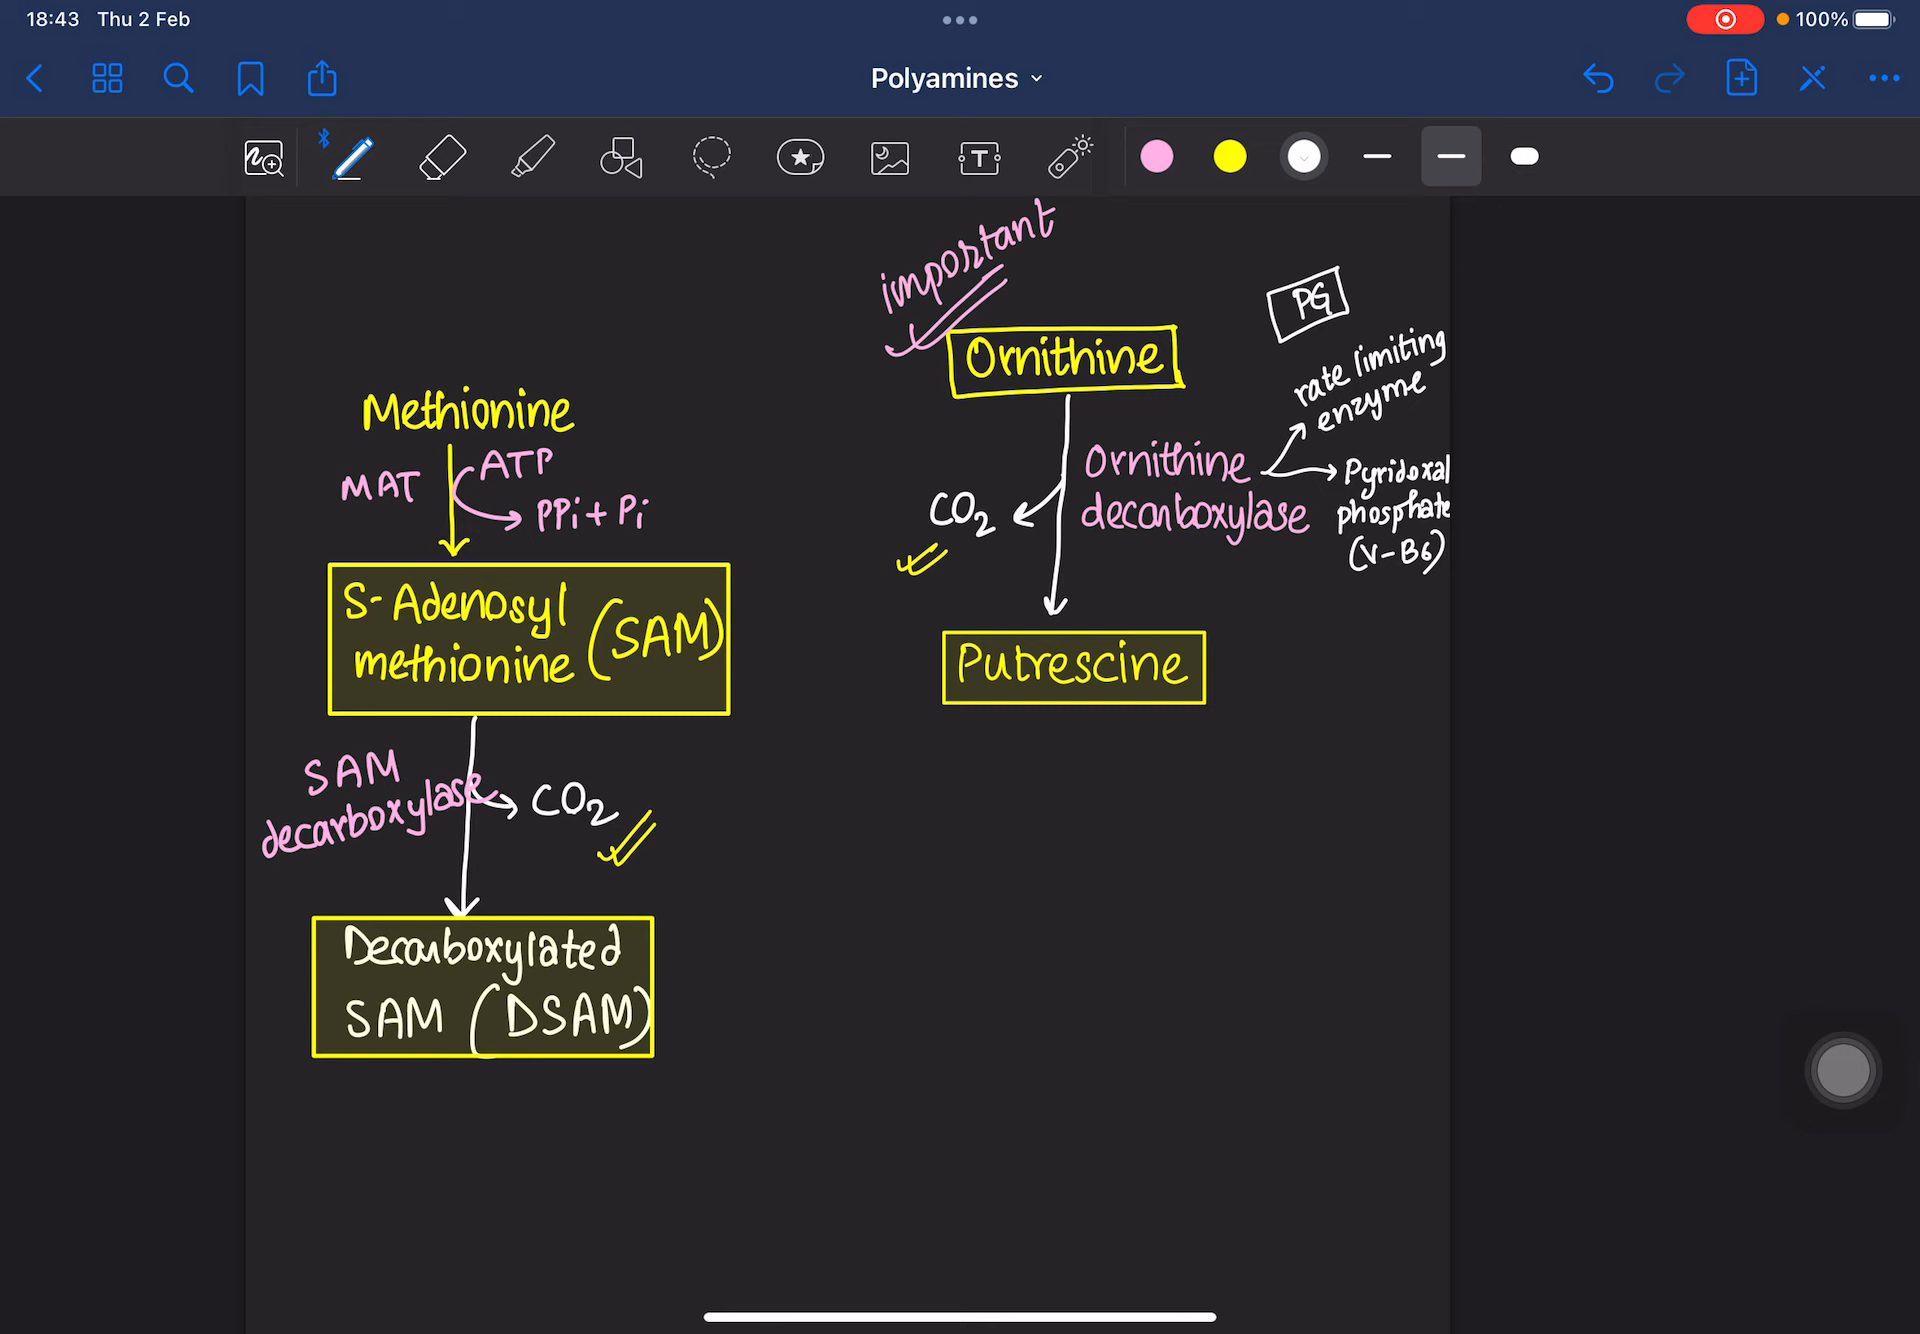 18:43 Thu 2 Feb
100%
Polyamines
T
important
PG
Ornithine
rate limiting
enzyme
Methionine
MAT
ATP
PPi + Pi
Ornithine
decarboxylase
Pyridoxal
phosphate
(V-B6)
CO2
S-Adenosyl
methionine
(SAM)
Putrescine
SAM
decarboxylase
CO2
Decarboxylated
SAM (DSAM)